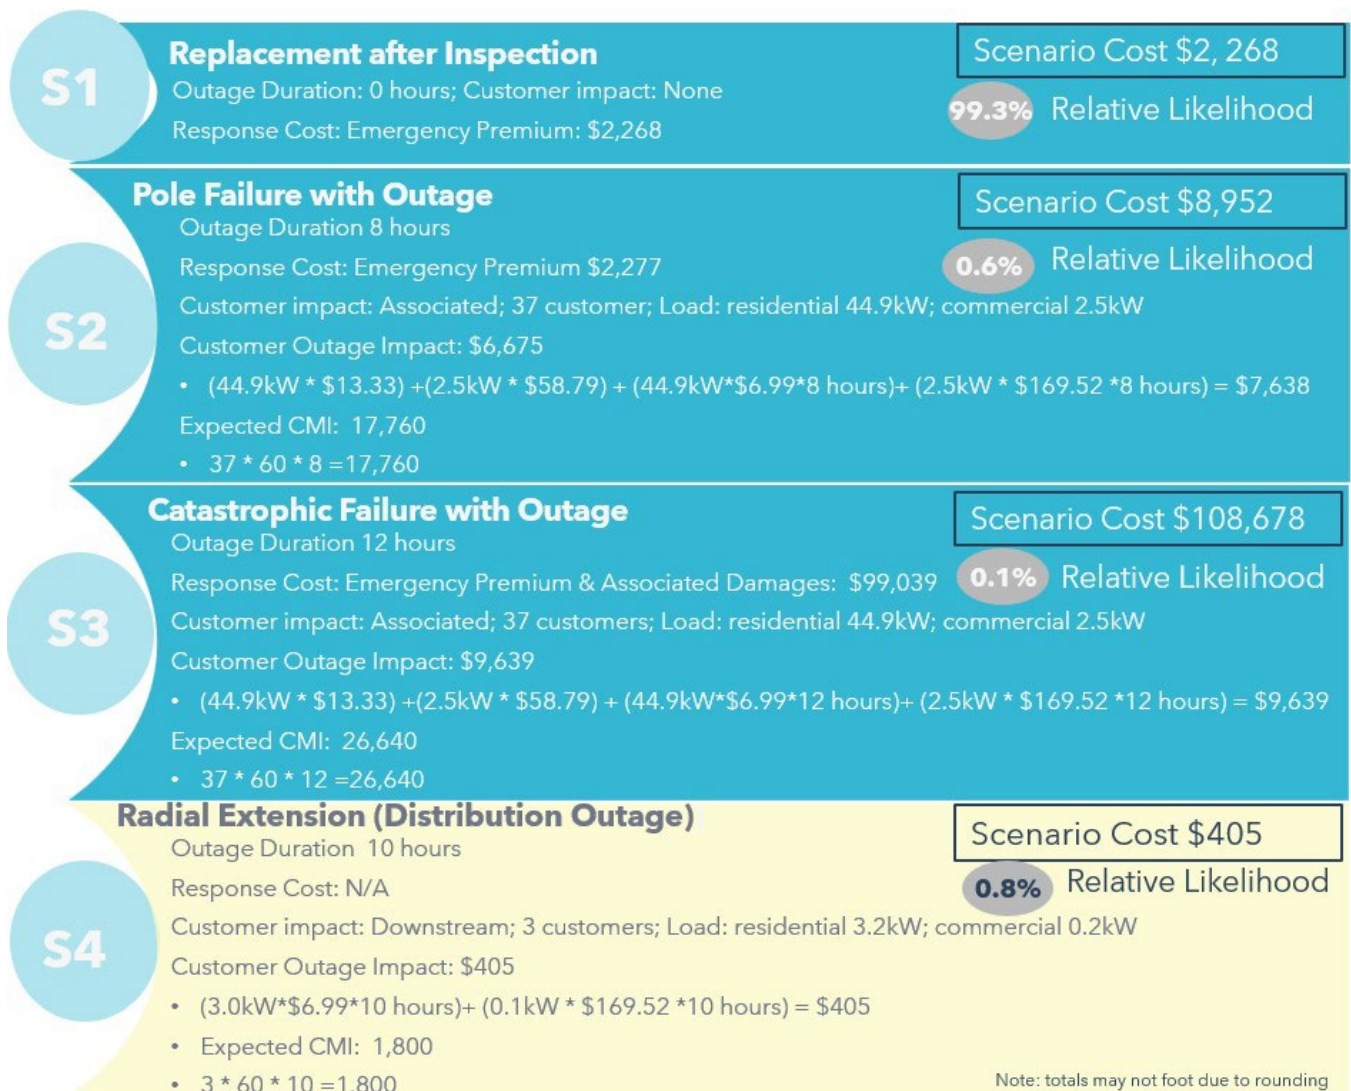 S1
Replacement after Inspection
Scenario Cost $2, 268
Outage Duration: 0 hours; Customer impact: None
99.3% Relative Likelihood
Response Cost: Emergency Premium: $2,268
S2
Pole Failure with Outage
Scenario Cost $8,952
Outage Duration 8 hours
Response Cost: Emergency Premium $2,277
0.6% Relative Likelihood
Customer impact: Associated; 37 customer; Load: residential 44.9kW; commercial 2.5kW
Customer Outage Impact: $6,675
• (44.9kW * $13.33) +(2.5kW * $58.79) + (44.9kW*$6.99*8 hours)+ (2.5kW * $169.52 *8 hours) = $7,638
Expected CMI: 17,760
• 37 * 60 * 8 =17,760
S3
Catastrophic Failure with Outage
Scenario Cost $108,678
Outage Duration 12 hours
Response Cost: Emergency Premium & Associated Damages: $99,039
0.1% Relative Likelihood
Customer impact: Associated; 37 customers; Load: residential 44.9kW; commercial 2.5kW
Customer Outage Impact: $9,639
• (44.9kW * $13.33) +(2.5kW * $58.79) + (44.9kW*$6.99*12 hours)+ (2.5kW * $169.52 *12 hours) = $9,639
Expected CMI: 26,640
• 37 * 60 * 12 =26,640
S4
Radial Extension (Distribution Outage)
Scenario Cost $405
Outage Duration 10 hours
0.8% Relative Likelihood
Response Cost: N/A
Customer impact: Downstream; 3 customers; Load: residential 3.2kW; commercial 0.2kW
Customer Outage Impact: $405
• (3.0kW*$6.99*10 hours)+ (0.1kW * $169.52 *10 hours) = $405
• Expected CMI: 1,800
• 3 * 60 * 10 =1,800
Note: totals may not foot due to rounding